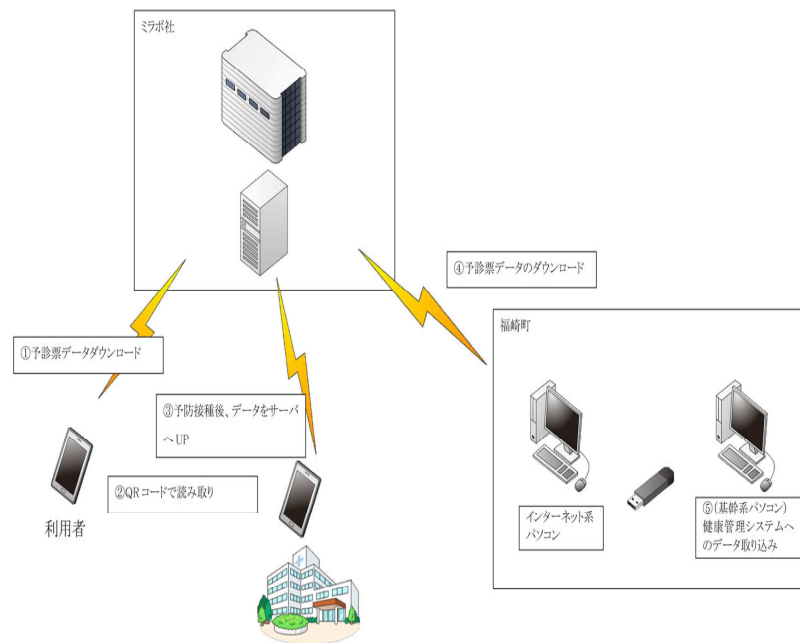 ミラボ社
④予診票データのダウンロード
福崎町
①予診票データダウンロード
③予防接種後、データをサーバ
へUP
②QRコードで読み取り
利用者
インターネット系
パソコン
⑤(基幹系パソコン)
健康管理システムへ
のデータ取り込み